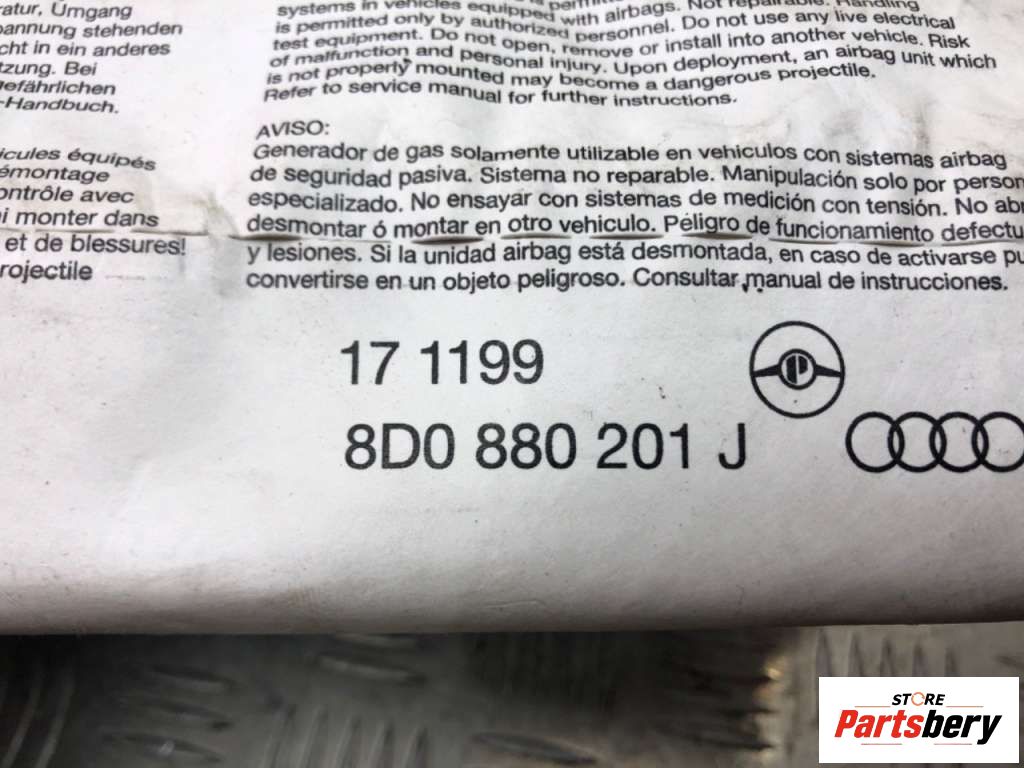 ratur, Umgang
annung stehenden
cht in ein anderes
tzung. Bei
gefährlichen
-Handbuch.
icules équipés
émontage
ontrôle avec
ni monter dans
et de blessures!
rojectile
systems in vehicles equipped with airbags. Not repairable. Handling
is permitted only by authorized personnel. Do not use any live electrical
test equipment. Do not open, remove or install into another vehicle. Risk
of malfunction and personal injury. Upon deployment, an airbag unit which
is not properly mounted may become a dangerous projectile.
Refer to service manual for further instructions.
AVISO:
Generador de gas solamente utilizable en vehiculos con sistemas airbag
de seguridad pasiva. Sistema no reparable. Manipulación solo por person
especializado. No ensayar con sistemas de medición con tensión. No abr
desmontar ó montar en otro vehiculo. Peligro de funcionamiento defectu
y lesiones. Si la unidad airbag está desmontada, en caso de activarse pu
convertirse en un objeto peligroso. Consultar manual de instrucciones.
17 1199
8D0 880 201 J
STORE
Partsbery